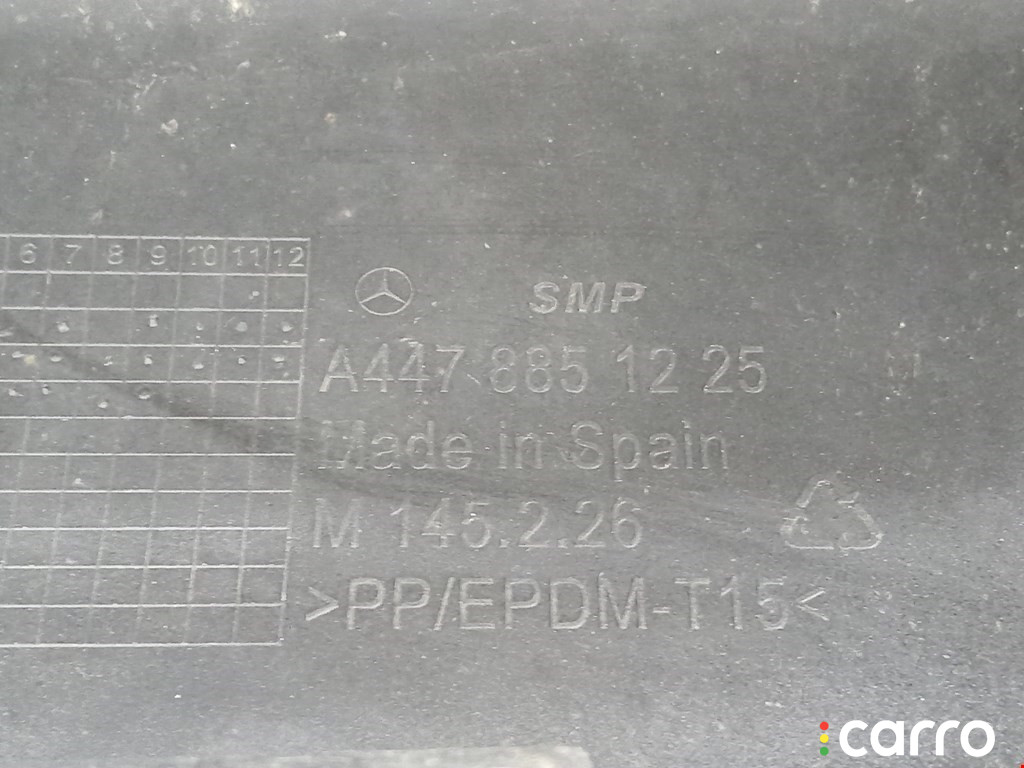 6 7 8 9 10 11 12
SMP
A447 885 12 25
Made in Spain
M 145.2.26
>PP/EPDM-T15<
carro